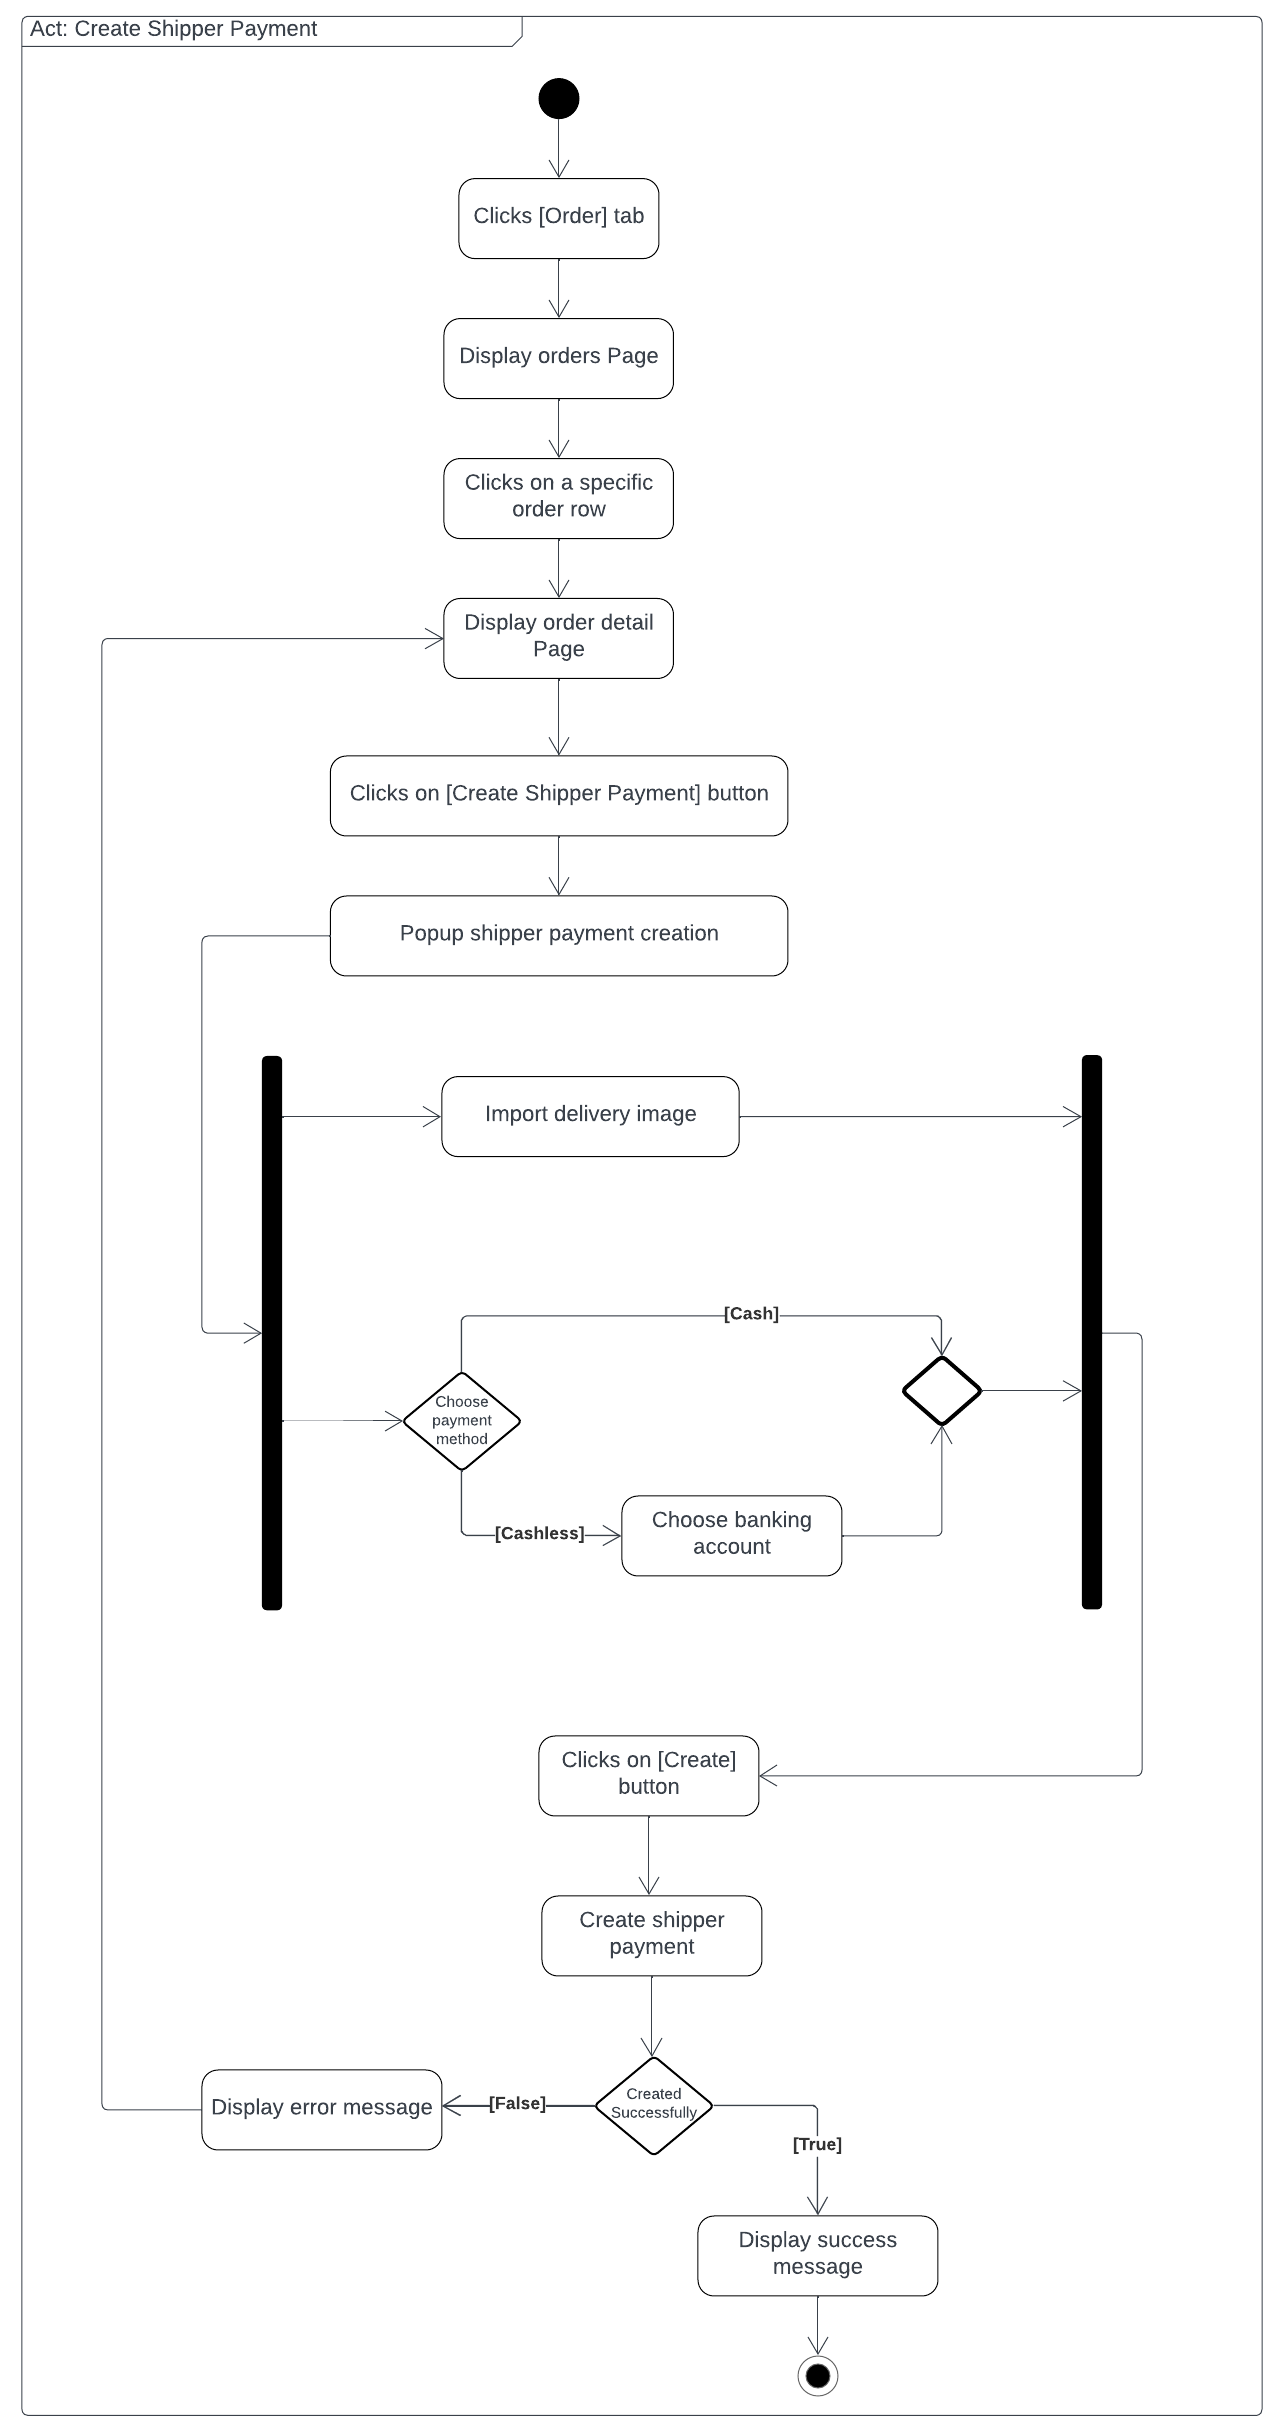 Act: Create Shipper Payment
Clicks [Order] tab
Display orders Page
Clicks on a specific
order row
Display order detail
Page
Clicks on [Create Shipper Payment] button
Popup shipper payment creation
Import delivery image
[Cash]
Choose
payment
method
[Cashless]
Choose banking
account
Clicks on [Create]
button
Create shipper
payment
Created
Successfully
[False]
Display error message
[True]
Display success
message